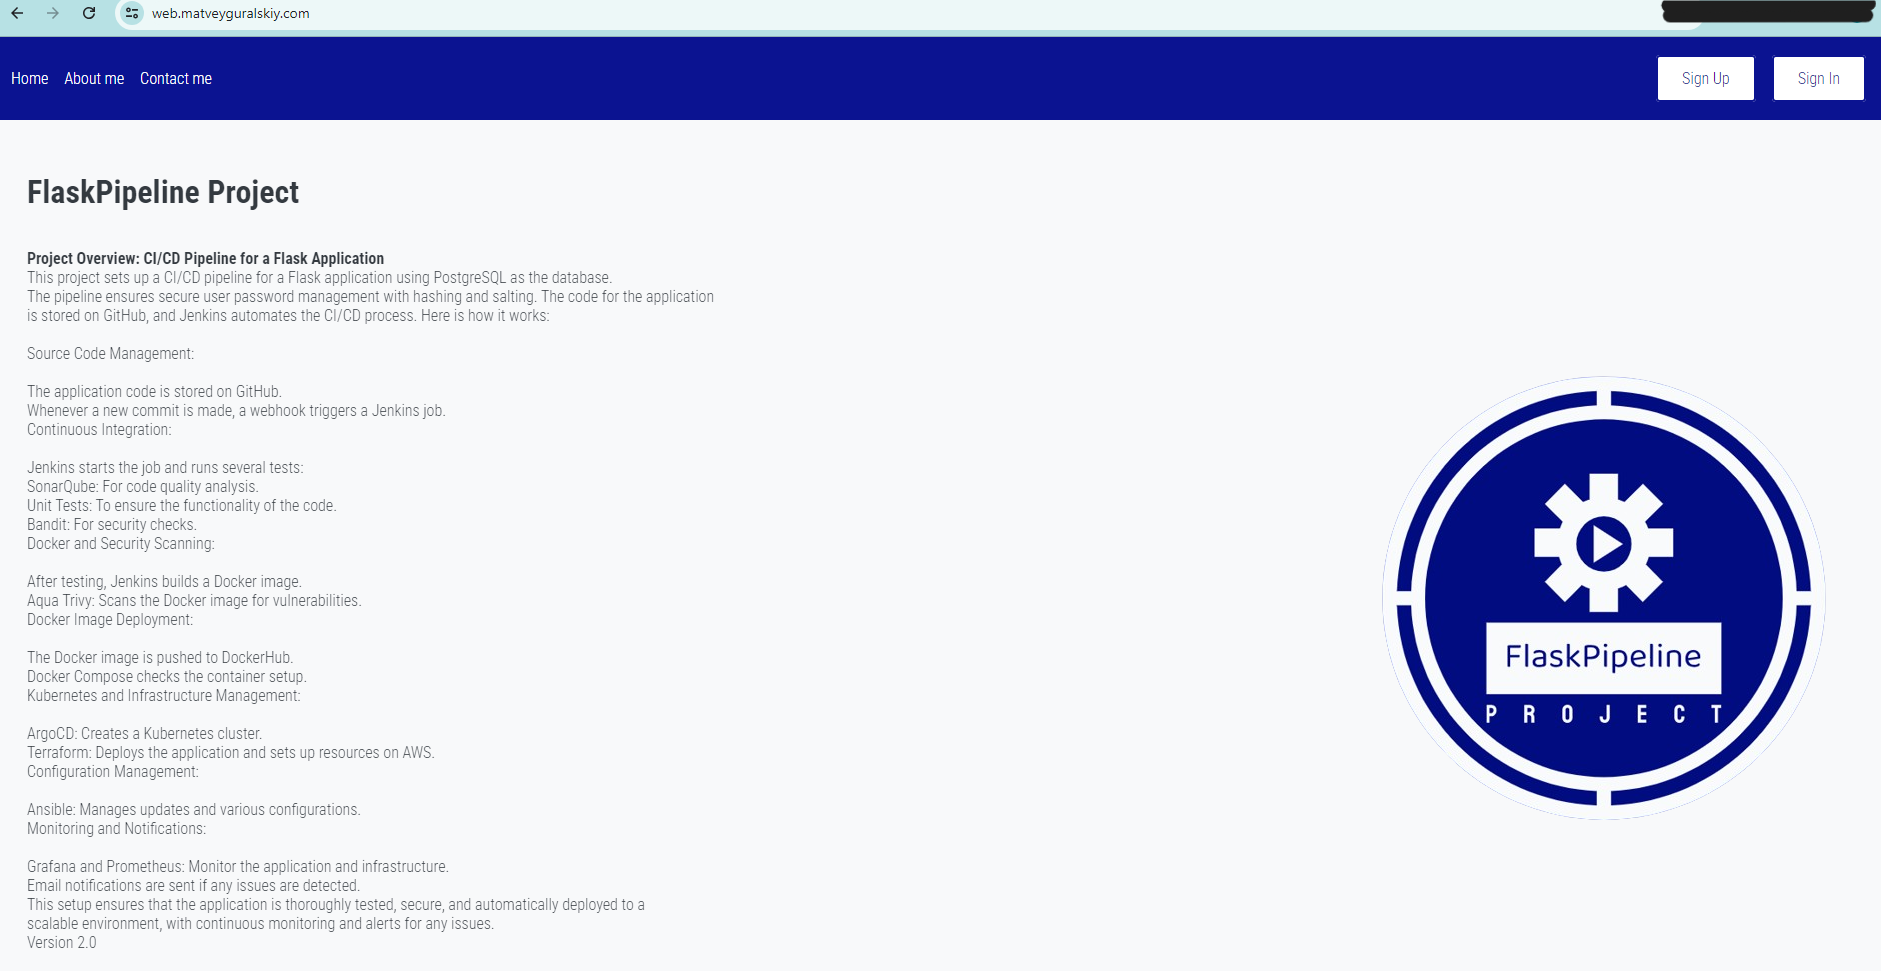 web.matveyguralskiy.com
Home About me Contact me
Sign Up Sign In
FlaskPipeline Project
Project Overview: CI/CD Pipeline for a Flask Application
This project sets up a CI/CD pipeline for a Flask application using PostgreSQL as the database.
The pipeline ensures secure user password management with hashing and salting. The code for the application
is stored on GitHub, and Jenkins automates the CI/CD process. Here is how it works:
Source Code Management:
The application code is stored on GitHub.
Whenever a new commit is made, a webhook triggers a Jenkins job.
Continuous Integration:
Jenkins starts the job and runs several tests:
SonarQube: For code quality analysis.
Unit Tests: To ensure the functionality of the code.
Bandit: For security checks.
Docker and Security Scanning:
After testing, Jenkins builds a Docker image.
Aqua Trivy: Scans the Docker image for vulnerabilities.
Docker Image Deployment:
The Docker image is pushed to DockerHub.
Docker Compose checks the container setup.
Kubernetes and Infrastructure Management:
ArgoCD: Creates a Kubernetes cluster.
Terraform: Deploys the application and sets up resources on AWS.
Configuration Management:
Ansible: Manages updates and various configurations.
Monitoring and Notifications:
Grafana and Prometheus: Monitor the application and infrastructure.
Email notifications are sent if any issues are detected.
This setup ensures that the application is thoroughly tested, secure, and automatically deployed to a
scalable environment, with continuous monitoring and alerts for any issues.
Version 2.0
FlaskPipeline
PROJECT